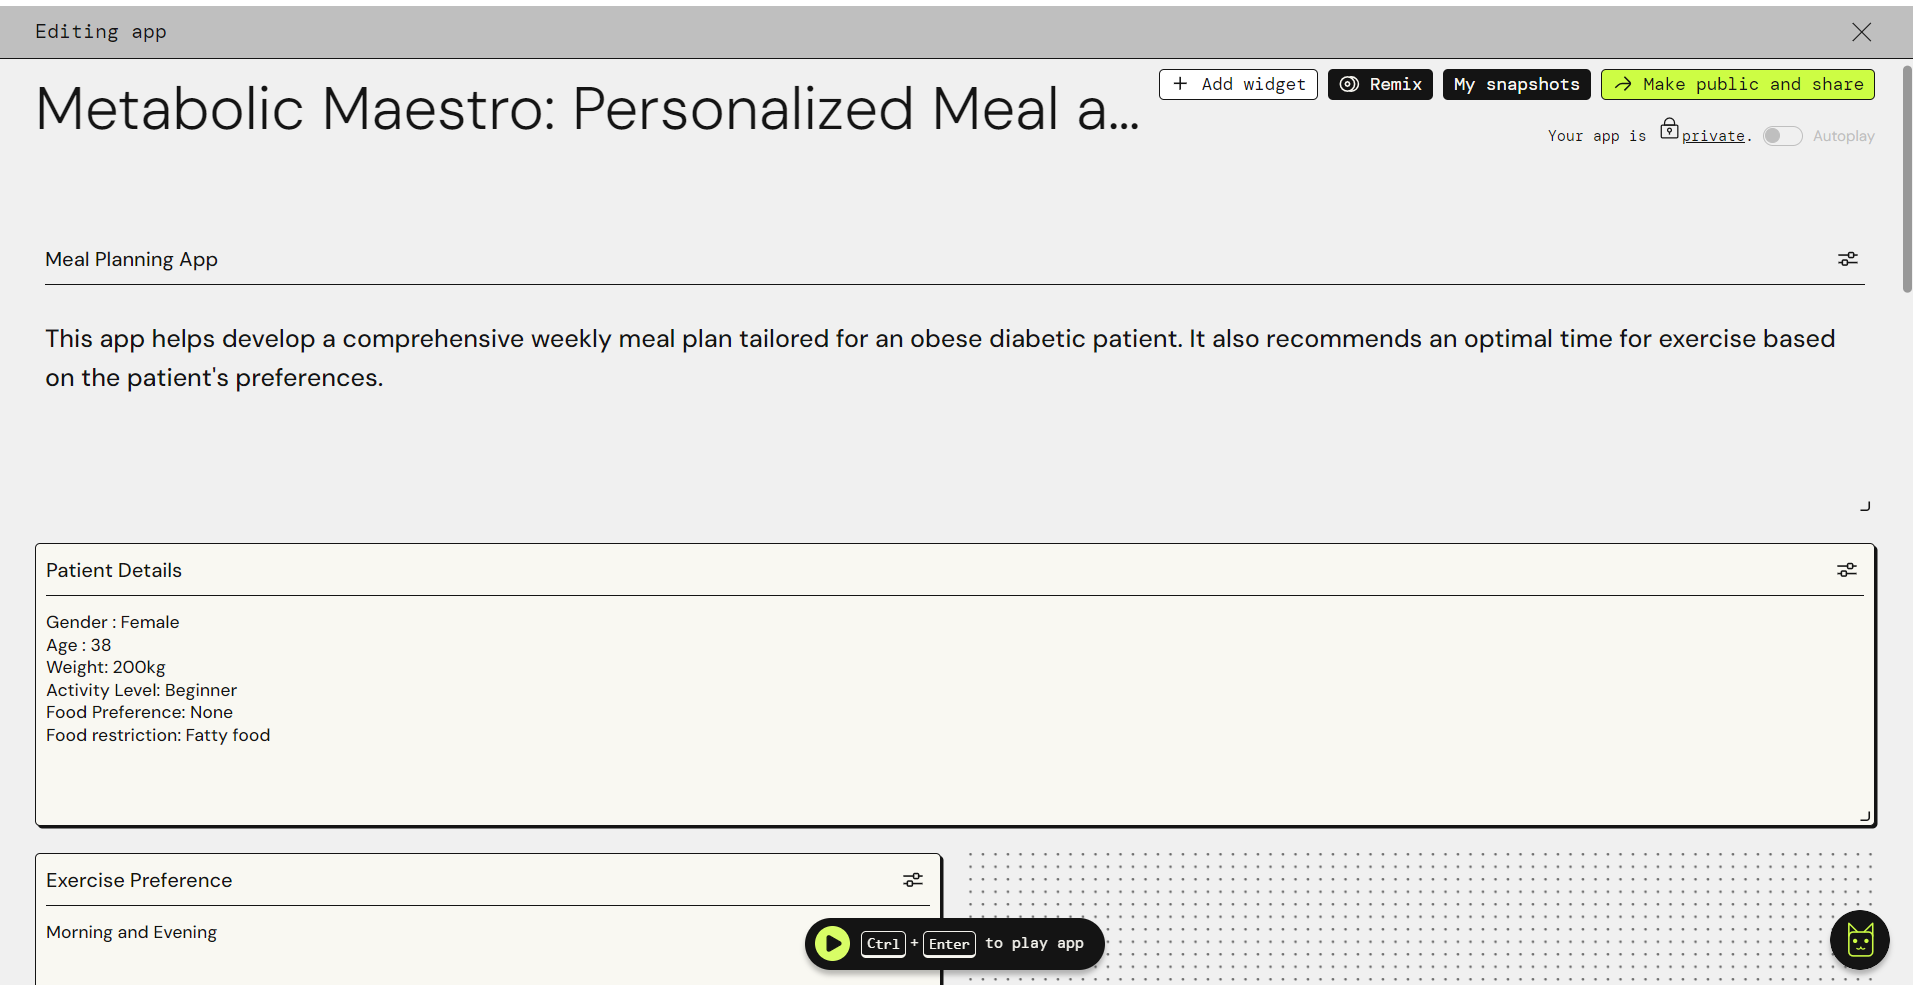 Editing app
Metabolic Maestro: Personalized Meal a...
+ Add widget
Remix
My snapshots
Make public and share
Your app is private.
Autoplay
Meal Planning App
This app helps develop a comprehensive weekly meal plan tailored for an obese diabetic patient. It also recommends an optimal time for exercise based
on the patient's preferences.
Patient Details
Gender : Female
Age : 38
Weight: 200kg
Activity Level: Beginner
Food Preference: None
Food restriction: Fatty food
Exercise Preference
Morning and Evening
Ctrl + Enter to play app